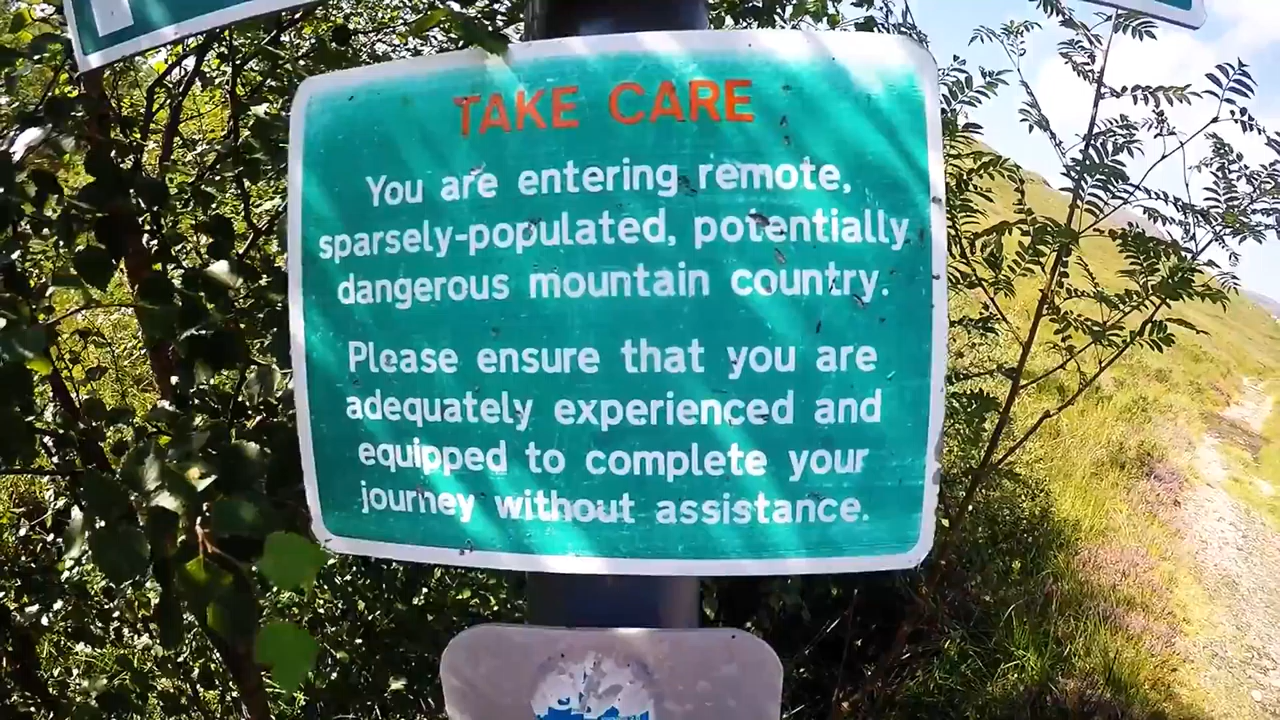 TAKE CARE
You are entering remote,
sparsely-populated, potentially
dangerous mountain country.
Please ensure that you are
adequately experienced and
equipped to complete your
journey without assistance.